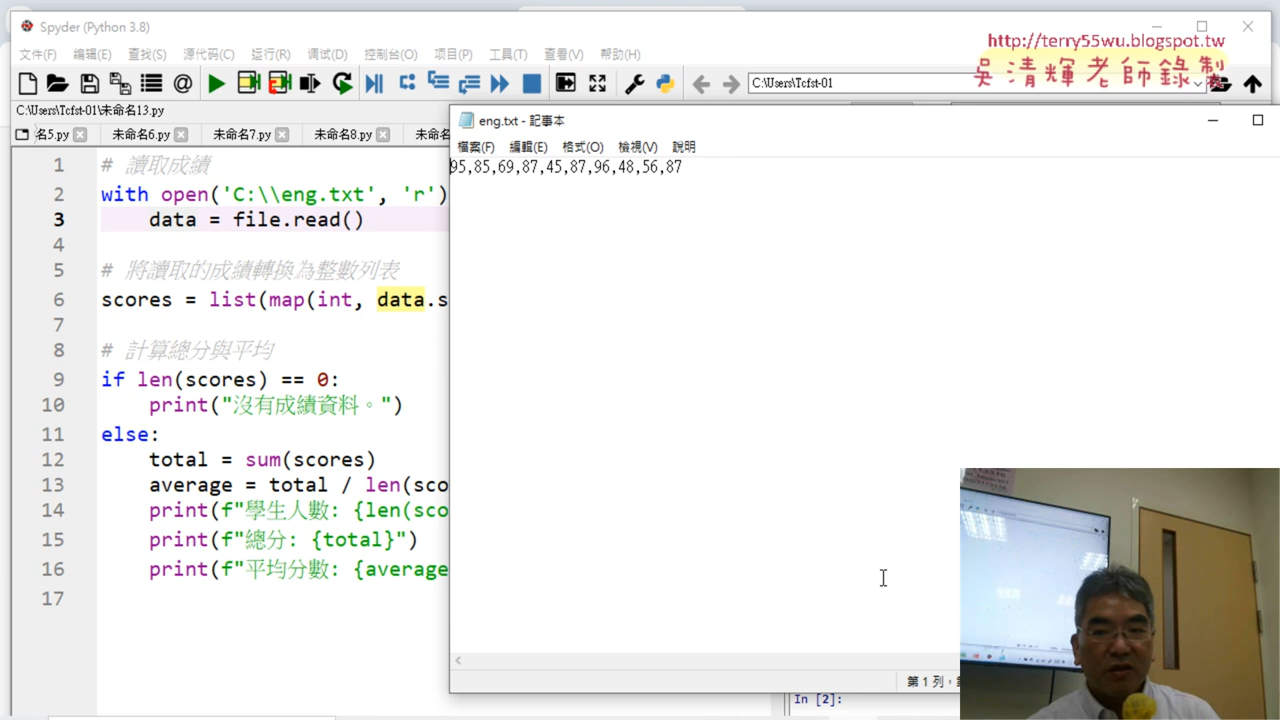 Spyder (Python 3.8)
http://terry55wu.blogspot.tw
吳清輝老師錄製
文件(F) 编辑(E) 查找(S) 源代码(C) 运行(R) 调试(D) 控制台(O) 项目(P) 工具(T) 查看(V) 帮助(H)
C:\Users\Tcfst-01
C:\Users\Tcfst-01\未命名13.py
名5.py 未命名6.py 未命名7.py 未命名8.py 未命名
eng.txt - 記事本
檔案(F) 編輯(E) 格式(O) 檢視(V) 說明
95,85,69,87,45,87,96,48,56,87
1 # 讀取成績
2 with open('C:\\eng.txt', 'r')
3 data = file.read()
4
5 # 將讀取的成績轉換為整數列表
6 scores = list(map(int, data.s
7
8 # 計算總分與平均
9 if len(scores) == 0:
10 print("沒有成績資料。")
11 else:
12 total = sum(scores)
13 average = total / len(sco
14 print(f"學生人數: {len(sco
15 print(f"總分: {total}")
16 print(f"平均分數: {average
17
第 1 列，
In [2]: